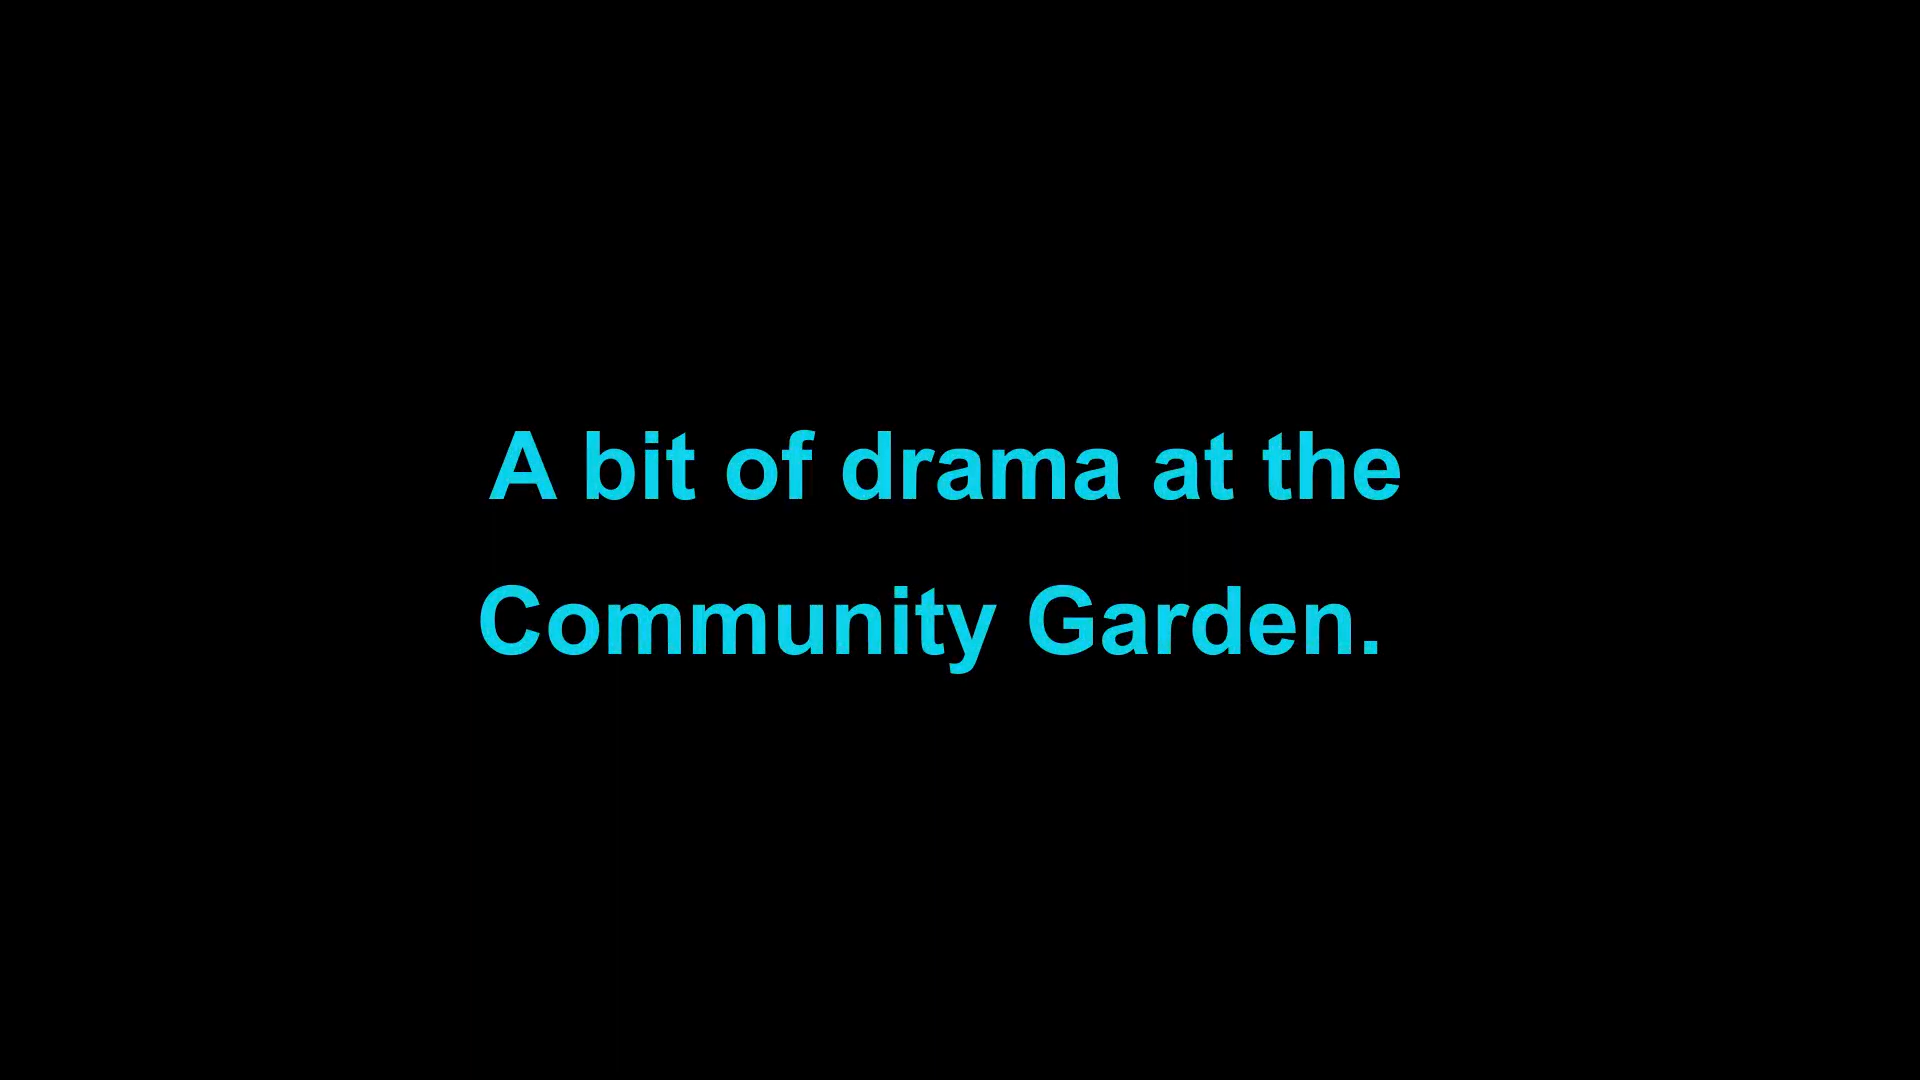 A bit of drama at the
Community Garden.